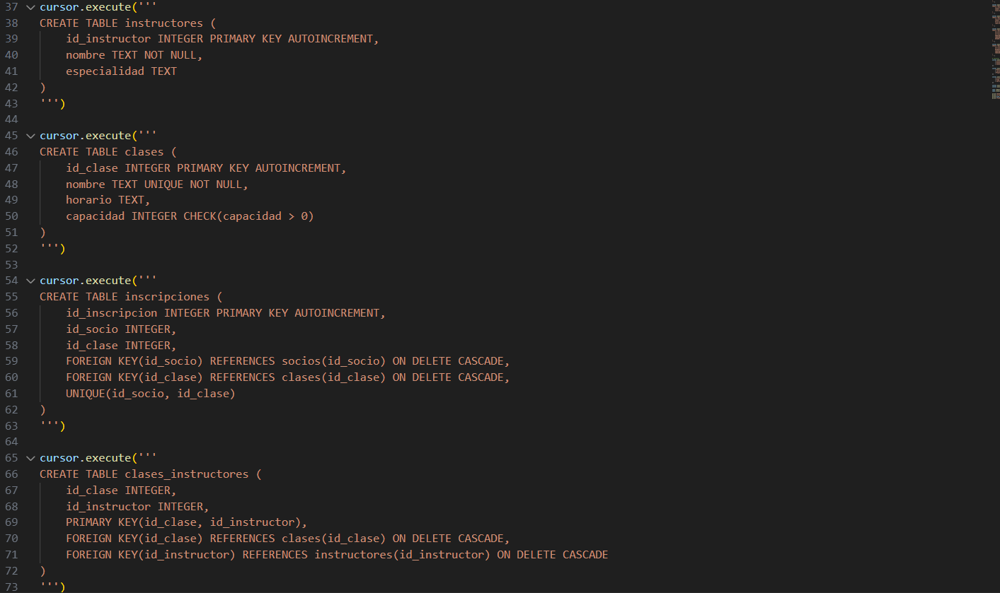 37 cursor.execute('''
38 CREATE TABLE instructores (
39     id_instructor INTEGER PRIMARY KEY AUTOINCREMENT,
40     nombre TEXT NOT NULL,
41     especialidad TEXT
42 )
43 ''')
44
45 cursor.execute('''
46 CREATE TABLE clases (
47     id_clase INTEGER PRIMARY KEY AUTOINCREMENT,
48     nombre TEXT UNIQUE NOT NULL,
49     horario TEXT,
50     capacidad INTEGER CHECK(capacidad > 0)
51 )
52 ''')
53
54 cursor.execute('''
55 CREATE TABLE inscripciones (
56     id_inscripcion INTEGER PRIMARY KEY AUTOINCREMENT,
57     id_socio INTEGER,
58     id_clase INTEGER,
59     FOREIGN KEY(id_socio) REFERENCES socios(id_socio) ON DELETE CASCADE,
60     FOREIGN KEY(id_clase) REFERENCES clases(id_clase) ON DELETE CASCADE,
61     UNIQUE(id_socio, id_clase)
62 )
63 ''')
64
65 cursor.execute('''
66 CREATE TABLE clases_instructores (
67     id_clase INTEGER,
68     id_instructor INTEGER,
69     PRIMARY KEY(id_clase, id_instructor),
70     FOREIGN KEY(id_clase) REFERENCES clases(id_clase) ON DELETE CASCADE,
71     FOREIGN KEY(id_instructor) REFERENCES instructores(id_instructor) ON DELETE CASCADE
72 )
73 ''')